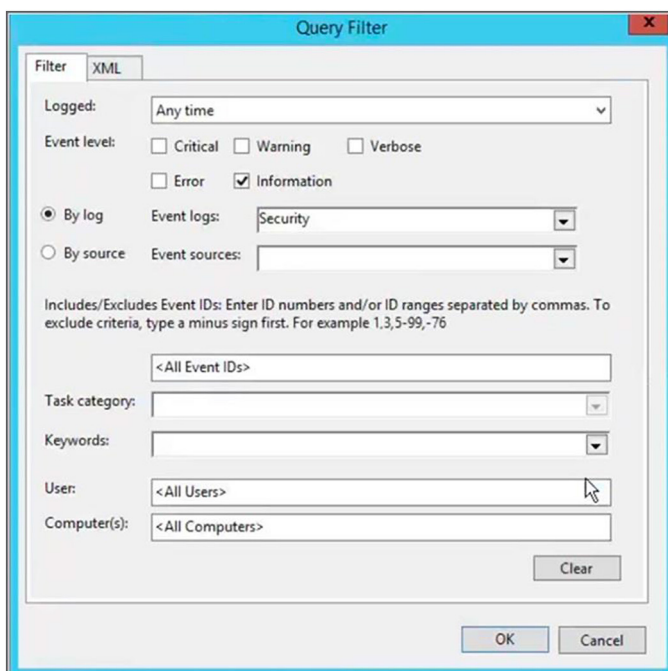 Query Filter
x
Filter XML
Logged: Any time
Event level: Critical Warning Verbose
Error Information
By log Event logs: Security
By source Event sources:
Includes/Excludes Event IDs: Enter ID numbers and/or ID ranges separated by commas. To
exclude criteria, type a minus sign first. For example 1,3,5-99,-76
<All Event IDs>
Task category:
Keywords:
User: <All Users>
Computer(s): <All Computers>
Clear
OK Cancel